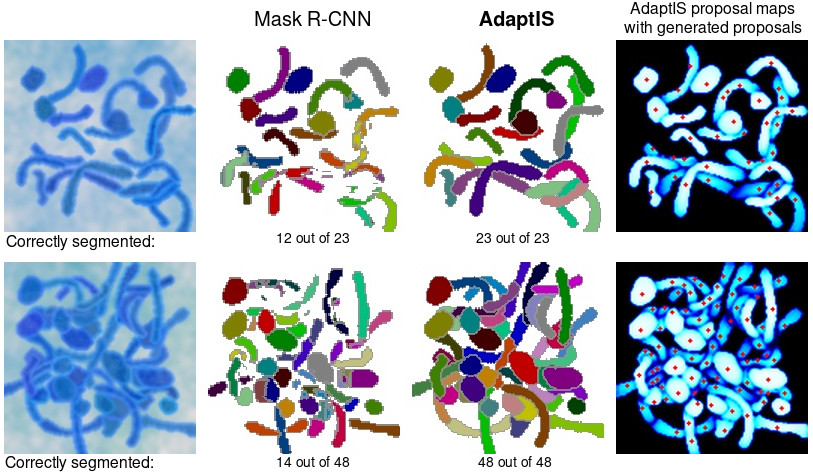 Mask R-CNN
AdaptIS
AdaptIS proposal maps
with generated proposals
Correctly segmented:
12 out of 23
23 out of 23
Correctly segmented:
14 out of 48
48 out of 48